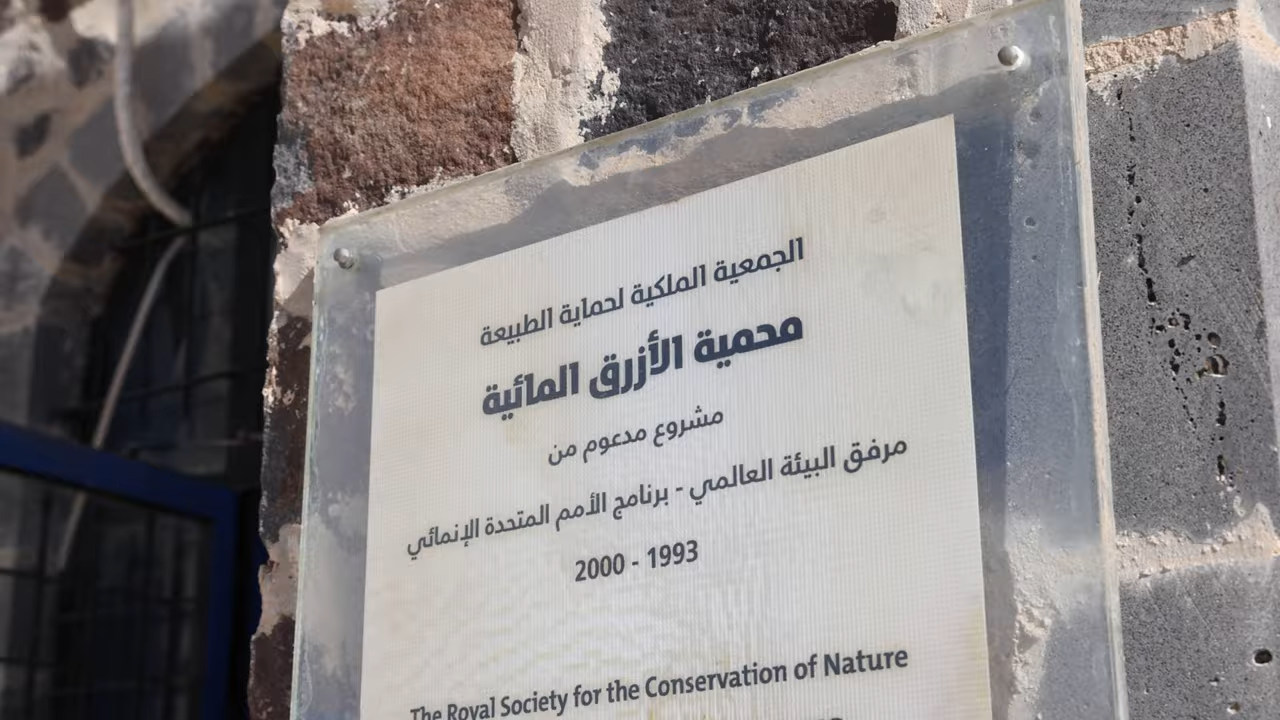 الجمعية الملكية لحماية الطبيعة
محمية الأزرق المائية
مشروع مدعوم من
مرفق البيئة العالمي - برنامج الأمم المتحدة الإنمائي
1993 - 2000
The Royal Society for the Conservation of Nature